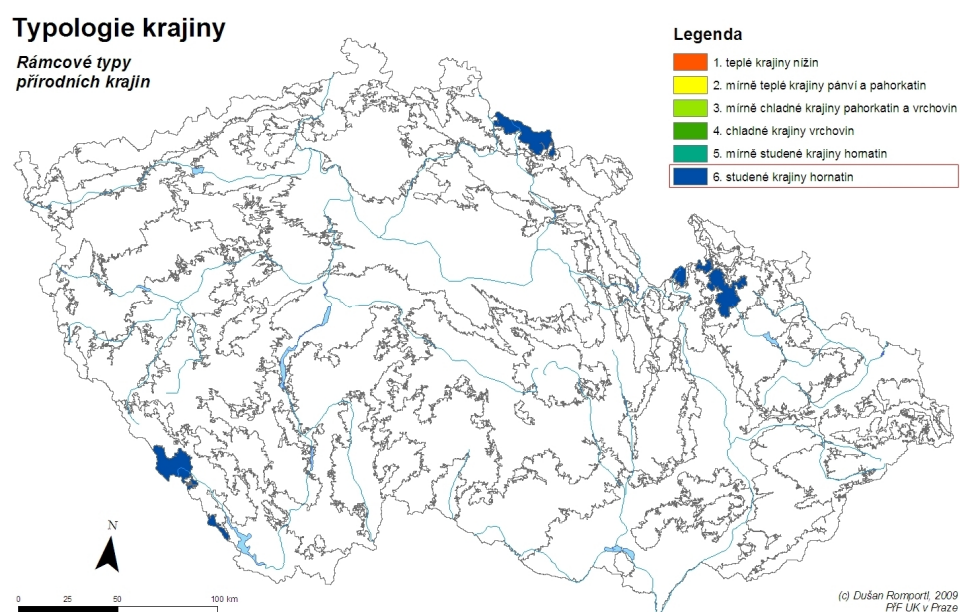 Typologie krajiny
Rámcové typy
přírodních krajin
Legenda
1. teplé krajiny nížin
2. mírně teplé krajiny pánví a pahorkatin
3. mírně chladné krajiny pahorkatin a vrchovin
4. chladné krajiny vrchovin
5. mírně studené krajiny hornatin
6. studené krajiny hornatin
N
0 25 50 100 km
(c) Dušan Romportl, 2009
PřF UK v Praze